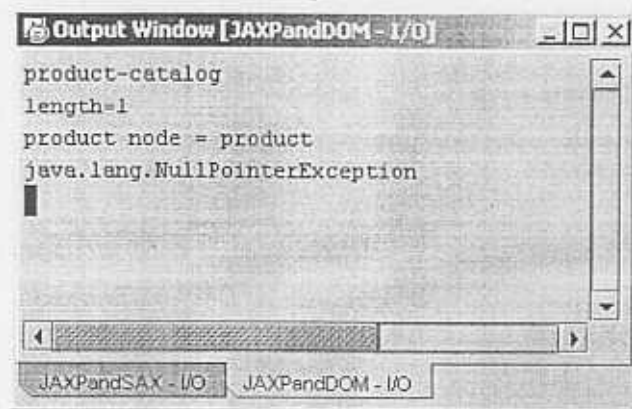 Output Window [JAXPandDOM - I/O]
product-catalog
length=1
product node = product
java.lang.NullPointerException
JAXPandSAX - I/O
JAXPandDOM - I/O